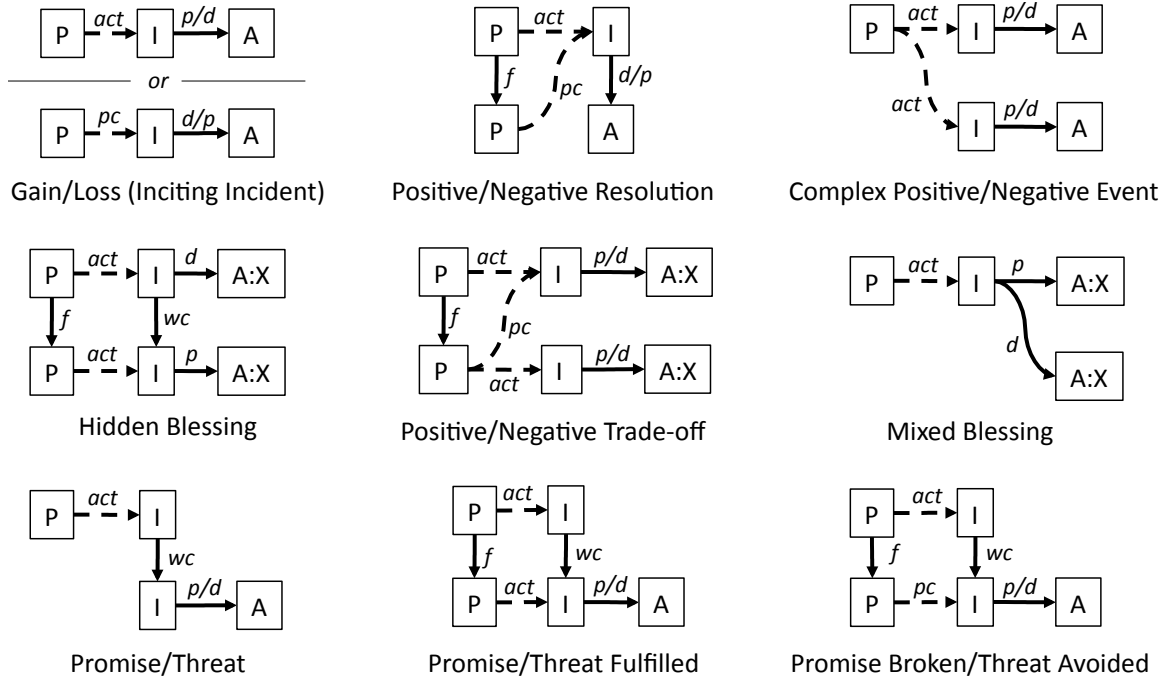 P act I p/d A
or
P pc I d/p A
Gain/Loss (Inciting Incident)
P act I
f pc d/p
P A
Positive/Negative Resolution
P act I p/d A
act I p/d A
Complex Positive/Negative Event
P act I d A:X
f wc
P act I p A:X
Hidden Blessing
P act I p/d A:X
f pc
P act I p/d A:X
Positive/Negative Trade-off
P act I p A:X
d A:X
Mixed Blessing
P act I
wc
I p/d A
Promise/Threat
P act I
f wc
P act I p/d A
Promise/Threat Fulfilled
P act I
f wc
P pc I p/d A
Promise Broken/Threat Avoided